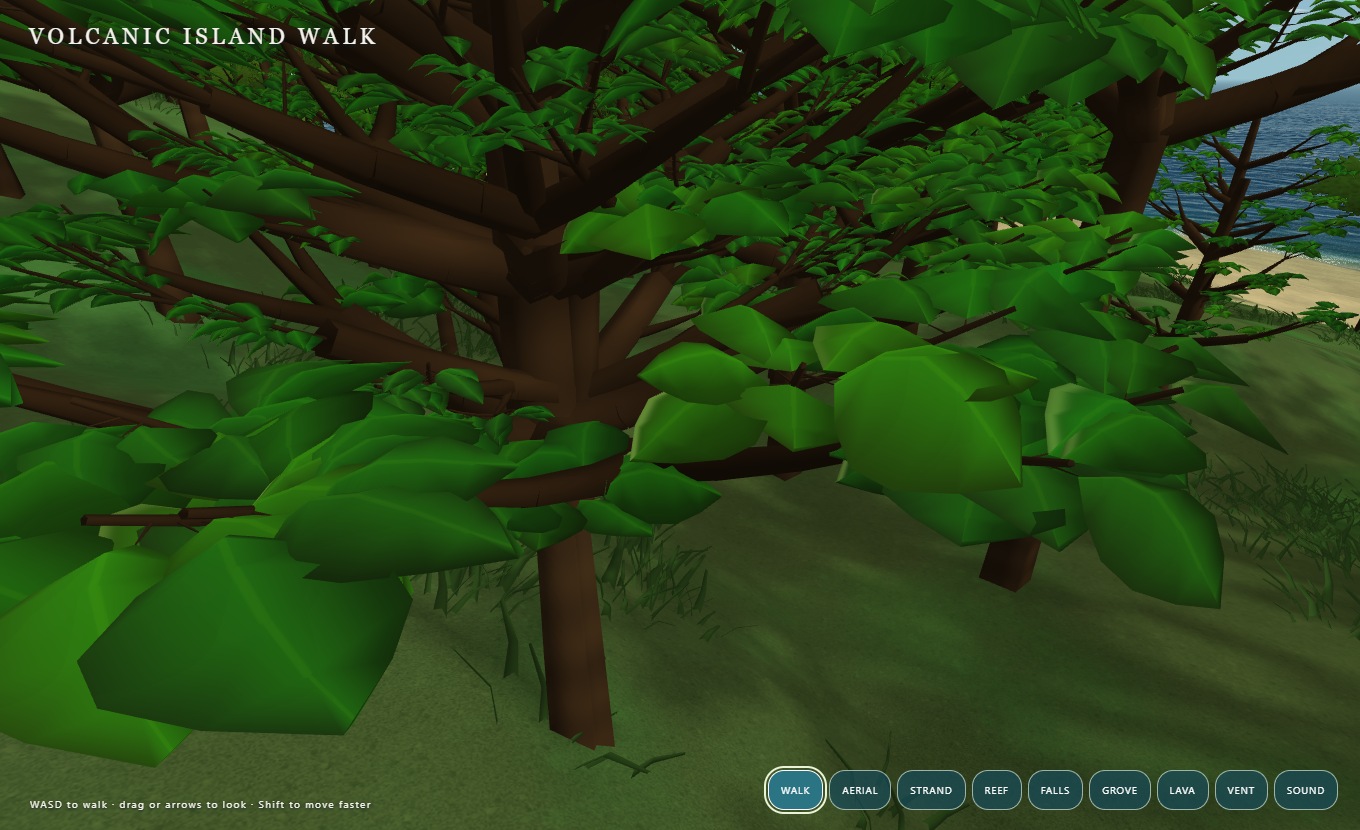 VOLCANIC ISLAND WALK
WASD to walk · drag or arrows to look · Shift to move faster
WALK
AERIAL
STRAND
REEF
FALLS
GROVE
LAVA
VENT
SOUND